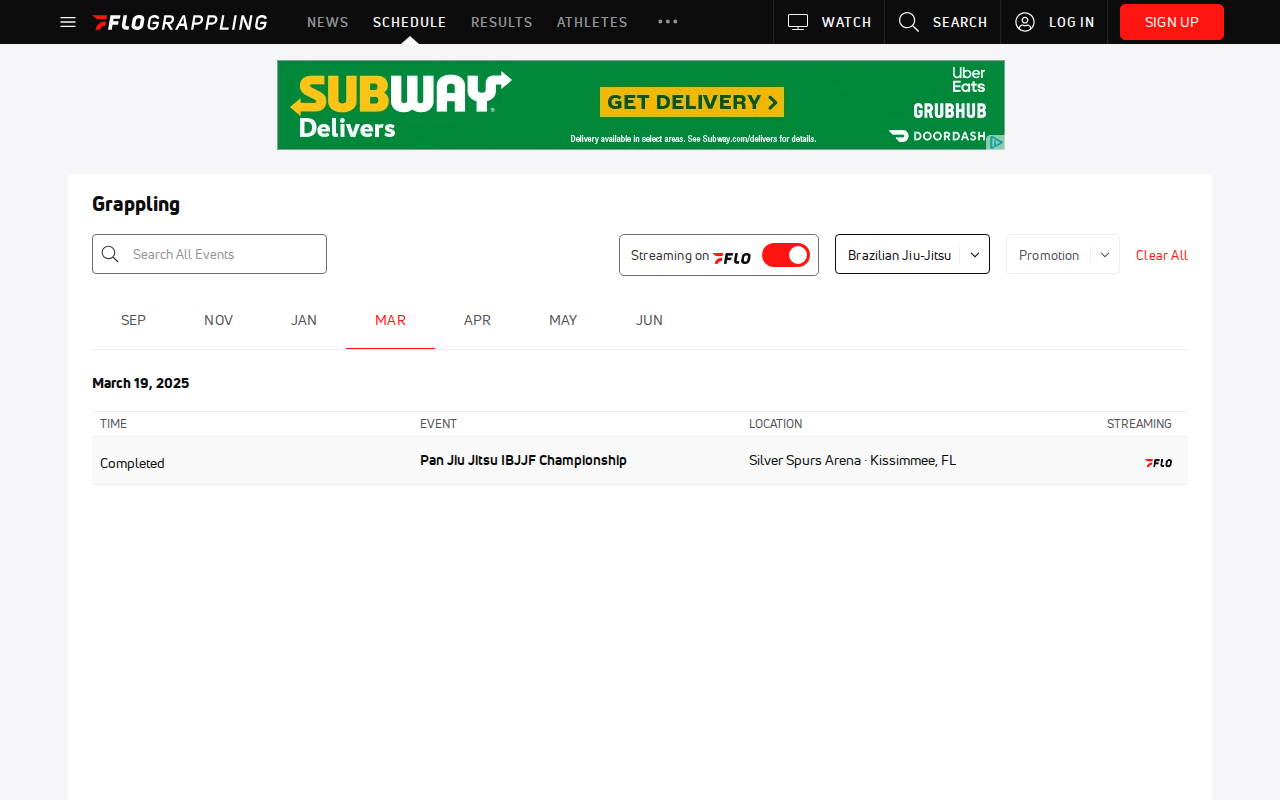 FLOGRAPPLING NEWS SCHEDULE RESULTS ATHLETES WATCH SEARCH LOG IN SIGN UP
SUBWAY
Delivers
GET DELIVERY
Delivery available in select areas. See Subway.com/delivers for details.
Uber Eats
GRUBHUB
DOORDASH
Grappling
Search All Events Streaming on FLO Brazilian Jiu-Jitsu Promotion Clear All
SEP NOV JAN MAR APR MAY JUN
March 19, 2025
TIME EVENT LOCATION STREAMING
Completed Pan Jiu Jitsu IBJJF Championship Silver Spurs Arena · Kissimmee, FL FLO